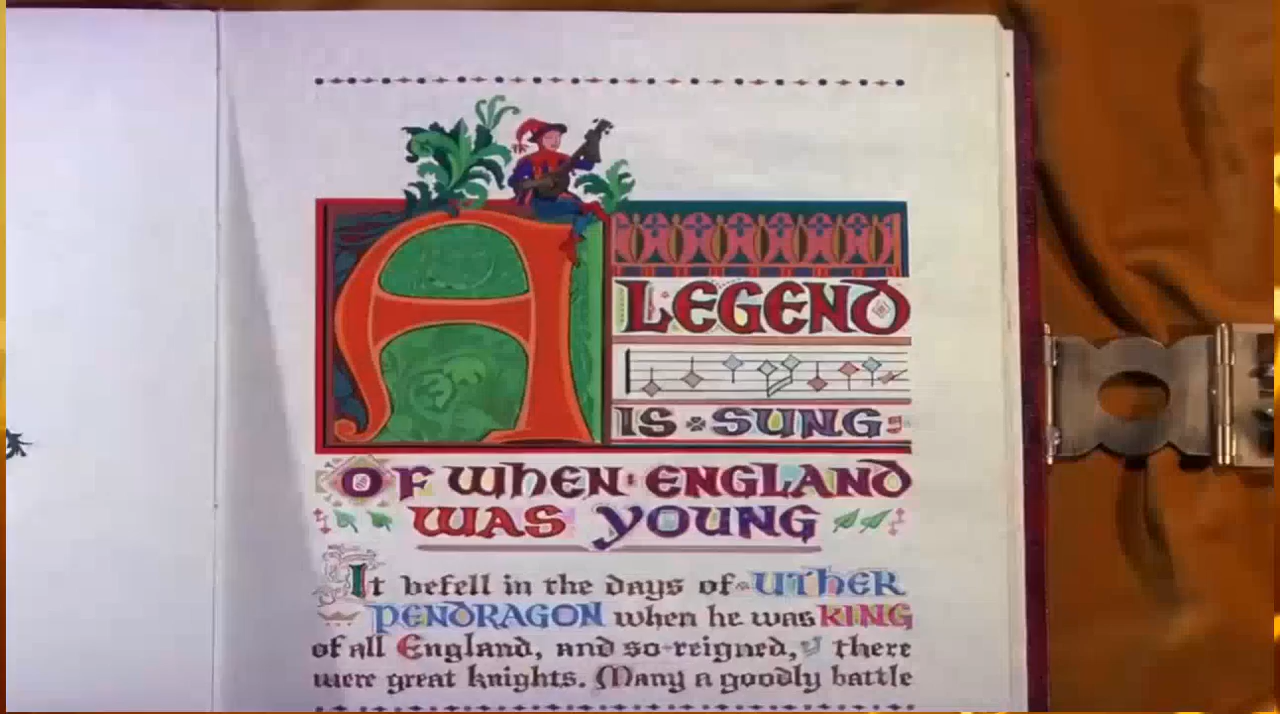 A LEGEND
IS SUNG
OF WHEN ENGLAND
WAS YOUNG
It befell in the days of UTHER
PENDRAGON when he was KING
of all England, and so reigned, there
were great knights. Many a goodly battle